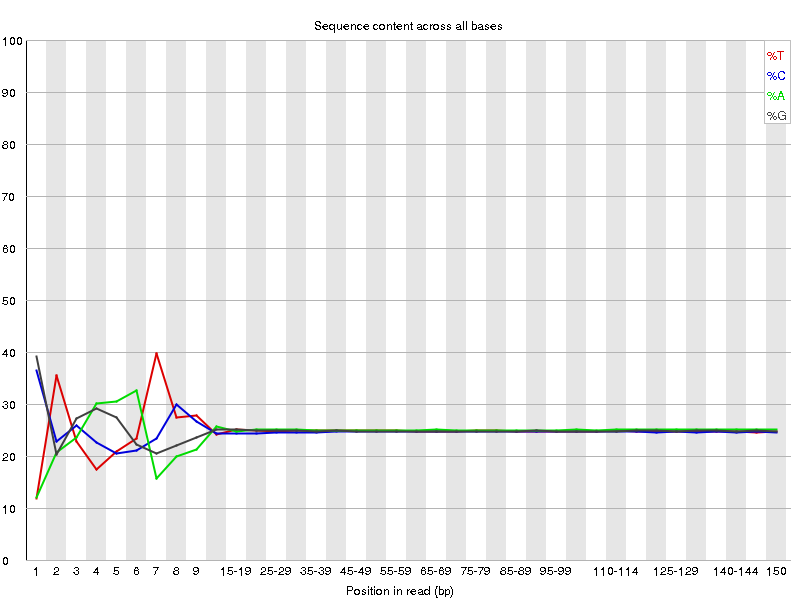 Sequence content across all bases
100
90
80
70
60
50
40
30
20
10
0
%T
%C
%A
%G
1 2 3 4 5 6 7 8 9 15-19 25-29 35-39 45-49 55-59 65-69 75-79 85-89 95-99 110-114 125-129 140-144 150
Position in read (bp)